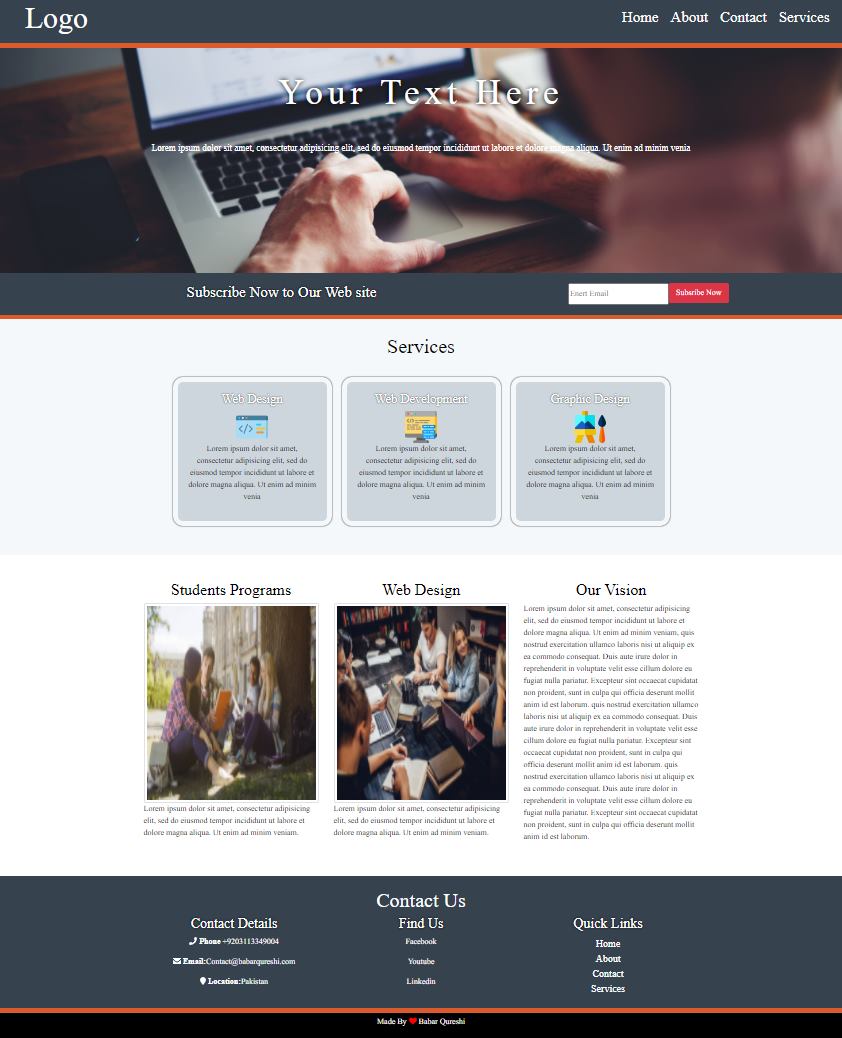 Logo
Home About Contact Services
Your Text Here
Lorem ipsum dolor sit amet, consectetur adipisicing elit, sed do eiusmod tempor incididunt ut labore et dolore magna aliqua. Ut enim ad minim venia
Subscribe Now to Our Web site
Enert Email
Subsribe Now
Services
Web Design
Lorem ipsum dolor sit amet,
consectetur adipisicing elit, sed do
eiusmod tempor incididunt ut labore et
dolore magna aliqua. Ut enim ad minim
venia
Web Development
Lorem ipsum dolor sit amet,
consectetur adipisicing elit, sed do
eiusmod tempor incididunt ut labore et
dolore magna aliqua. Ut enim ad minim
venia
Graphic Design
Lorem ipsum dolor sit amet,
consectetur adipisicing elit, sed do
eiusmod tempor incididunt ut labore et
dolore magna aliqua. Ut enim ad minim
venia
Students Programs
Lorem ipsum dolor sit amet, consectetur adipisicing
elit, sed do eiusmod tempor incididunt ut labore et
dolore magna aliqua. Ut enim ad minim veniam.
Web Design
Lorem ipsum dolor sit amet, consectetur adipisicing
elit, sed do eiusmod tempor incididunt ut labore et
dolore magna aliqua. Ut enim ad minim veniam.
Our Vision
Lorem ipsum dolor sit amet, consectetur adipisicing
elit, sed do eiusmod tempor incididunt ut labore et
dolore magna aliqua. Ut enim ad minim veniam, quis
nostrud exercitation ullamco laboris nisi ut aliquip ex
ea commodo consequat. Duis aute irure dolor in
reprehenderit in voluptate velit esse cillum dolore eu
fugiat nulla pariatur. Excepteur sint occaecat cupidatat
non proident, sunt in culpa qui officia deserunt mollit
anim id est laborum. quis nostrud exercitation ullamco
laboris nisi ut aliquip ex ea commodo consequat. Duis
aute irure dolor in reprehenderit in voluptate velit esse
cillum dolore eu fugiat nulla pariatur. Excepteur sint
occaecat cupidatat non proident, sunt in culpa qui
officia deserunt mollit anim id est laborum. quis
nostrud exercitation ullamco laboris nisi ut aliquip ex
ea commodo consequat. Duis aute irure dolor in
reprehenderit in voluptate velit esse cillum dolore eu
fugiat nulla pariatur. Excepteur sint occaecat cupidatat
non proident, sunt in culpa qui officia deserunt mollit
anim id est laborum.
Contact Us
Contact Details
Phone +9203113349004
Email:Contact@babarqureshi.com
Location:Pakistan
Find Us
Facebook
Youtube
Linkedin
Quick Links
Home
About
Contact
Services
Made By ❤ Babar Qureshi